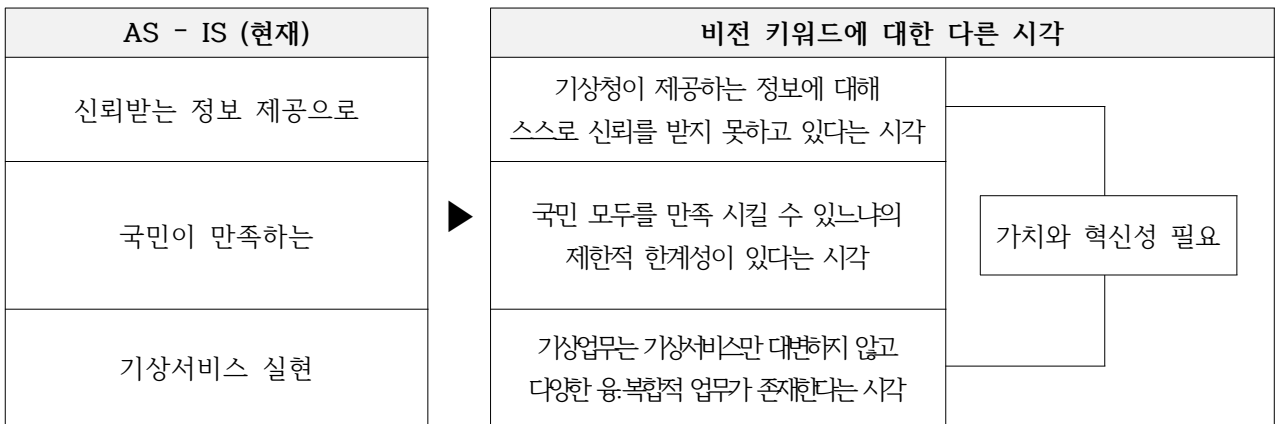 AS - IS (현재)
비전 키워드에 대한 다른 시각
신뢰받는 정보 제공으로
기상청이 제공하는 정보에 대해
스스로 신뢰를 받지 못하고 있다는 시각
국민이 만족하는
▶
국민 모두를 만족 시킬 수 있느냐의
제한적 한계성이 있다는 시각
가치와 혁신성 필요
기상서비스 실현
기상업무는 기상서비스만 대변하지 않고
다양한 융.복합적 업무가 존재한다는 시각